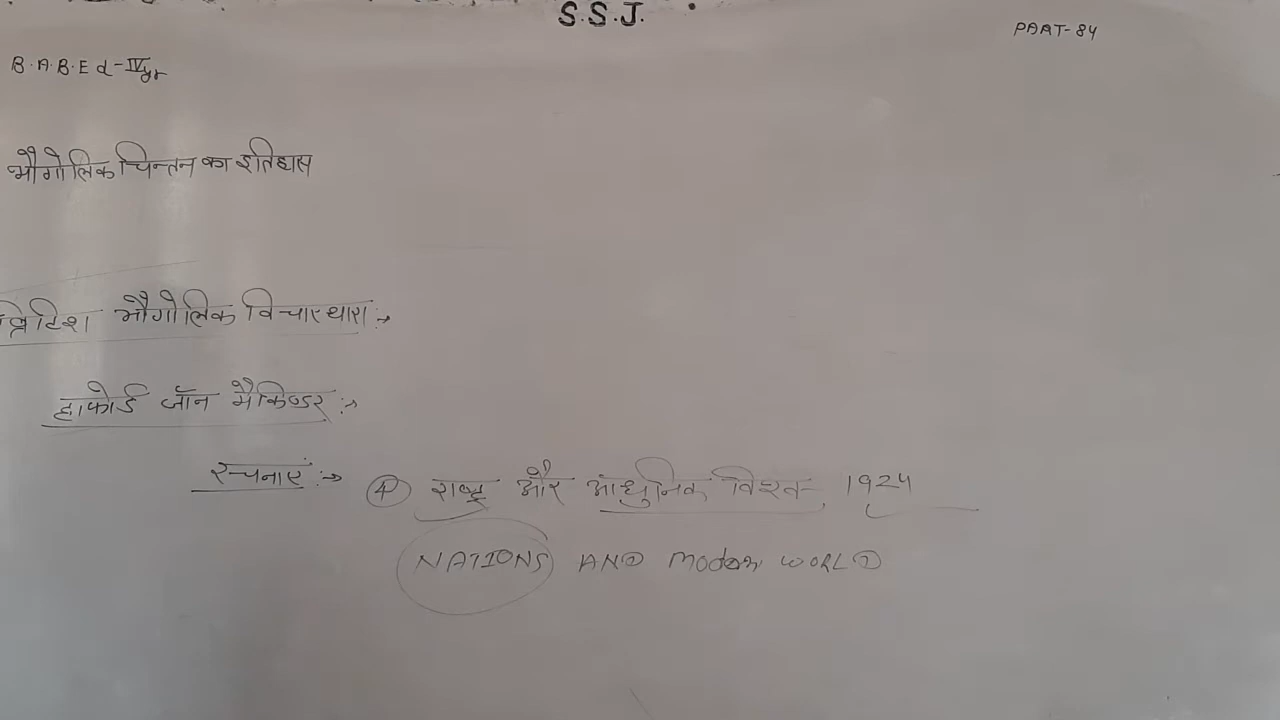 S.S.J.
PART-84
B.A.B.Ed-IVyr
भौगोलिक चिन्तन का इतिहास
ब्रिटिश भौगोलिक विचारधारा :→
हाफोर्ड जॉन मैकिण्डर :→
रचनाएं :→ ④ राष्ट्र और आधुनिक विश्व 1924
NATIONS AND Modern WORLD